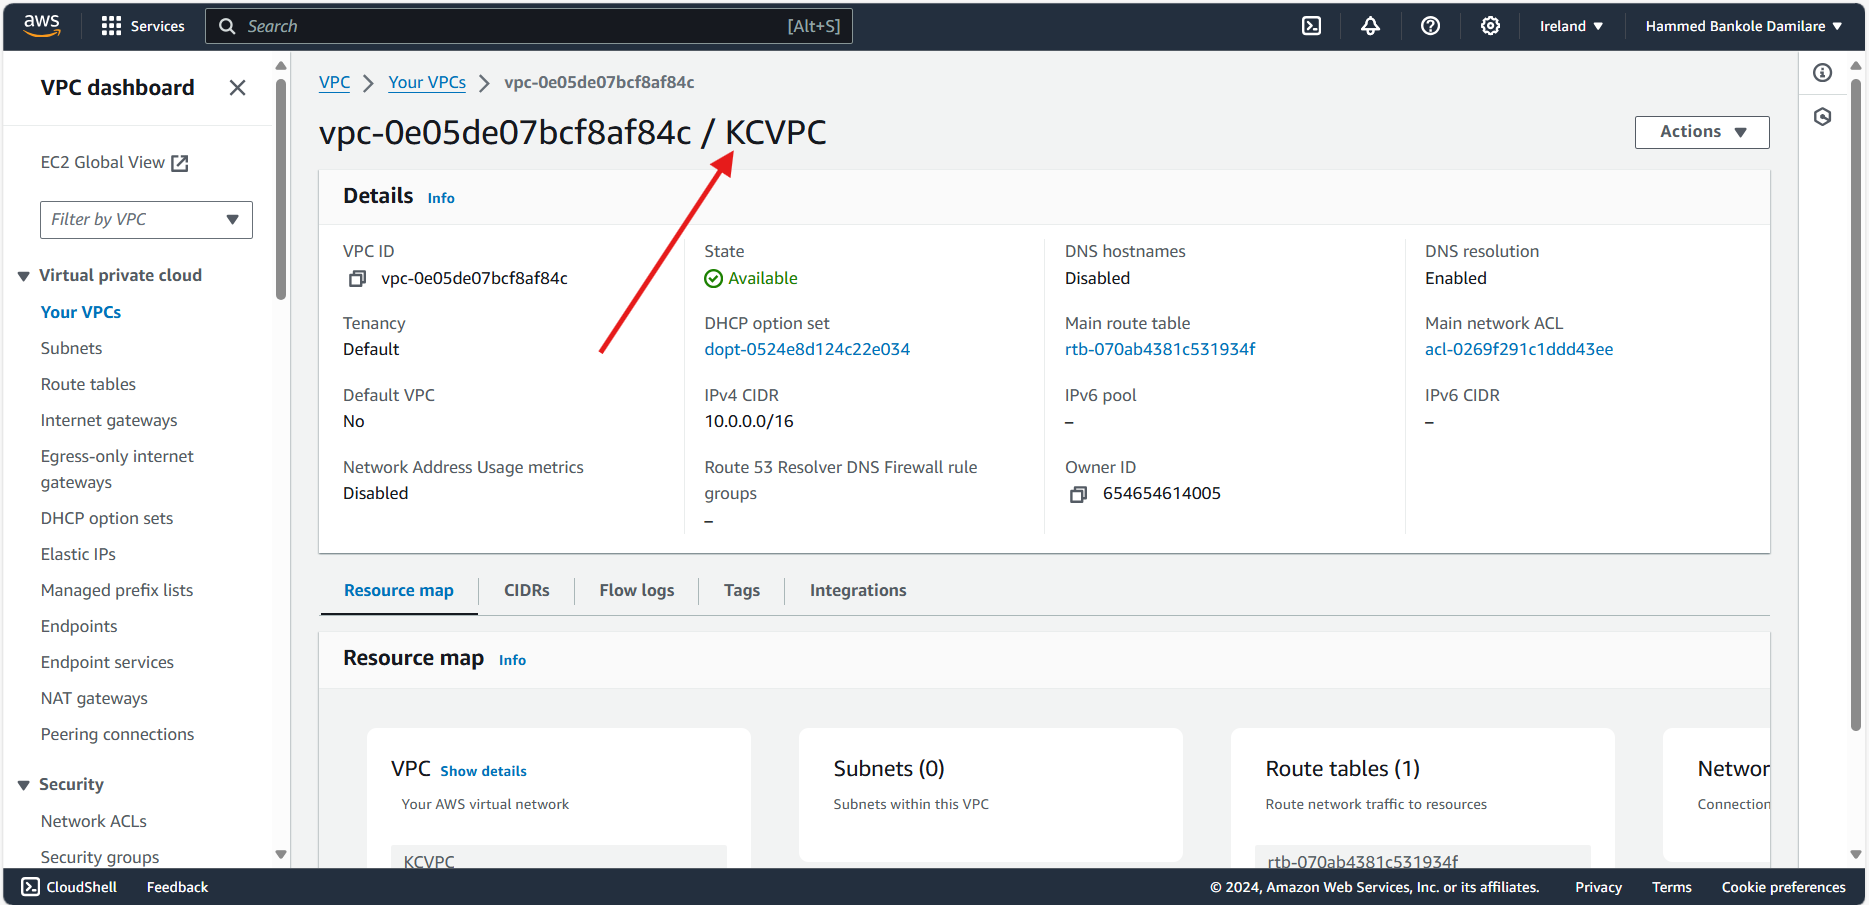 aws
Services
Search
[Alt+S]
Ireland ▼
Hammed Bankole Damilare ▼
VPC dashboard
EC2 Global View
Filter by VPC
Virtual private cloud
Your VPCs
Subnets
Route tables
Internet gateways
Egress-only internet
gateways
DHCP option sets
Elastic IPs
Managed prefix lists
Endpoints
Endpoint services
NAT gateways
Peering connections
Security
Network ACLs
Security groups
VPC > Your VPCs > vpc-0e05de07bcf8af84c
vpc-0e05de07bcf8af84c / KCVPC
Actions ▼
Details Info
VPC ID
vpc-0e05de07bcf8af84c
State
Available
DNS hostnames
Disabled
DNS resolution
Enabled
Tenancy
Default
DHCP option set
dopt-0524e8d124c22e034
Main route table
rtb-070ab4381c531934f
Main network ACL
acl-0269f291c1ddd43ee
Default VPC
No
IPv4 CIDR
10.0.0.0/16
IPv6 pool
–
IPv6 CIDR
–
Network Address Usage metrics
Disabled
Route 53 Resolver DNS Firewall rule
groups
–
Owner ID
654654614005
Resource map
CIDRs
Flow logs
Tags
Integrations
Resource map Info
VPC Show details
Your AWS virtual network
KCVPC
Subnets (0)
Subnets within this VPC
Route tables (1)
Route network traffic to resources
rtb-070ab4381c531934f
Networ
Connection
CloudShell
Feedback
© 2024, Amazon Web Services, Inc. or its affiliates.
Privacy
Terms
Cookie preferences